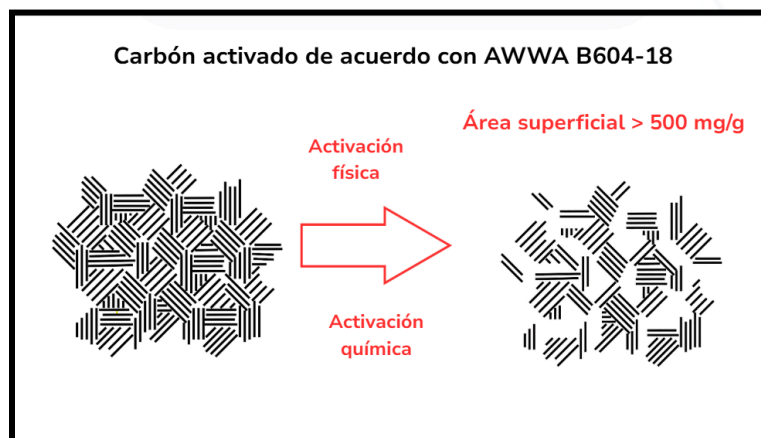 Carbón activado de acuerdo con AWWA B604-18
Área superficial > 500 mg/g
Activación
física
Activación
química